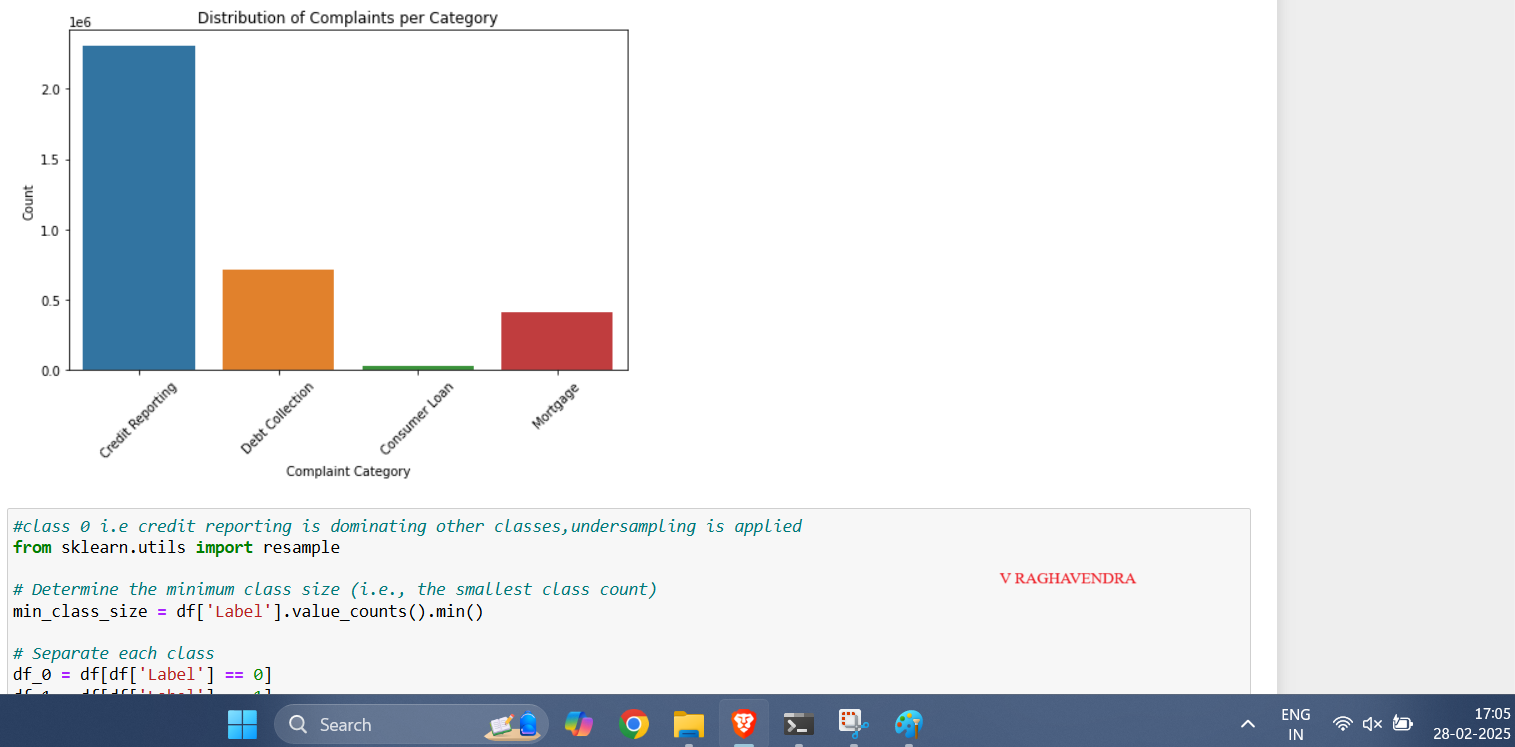 Distribution of Complaints per Category
1e6
2.0
1.5
1.0
0.5
0.0
Count
Credit Reporting
Debt Collection
Consumer Loan
Mortgage
Complaint Category
#class 0 i.e credit reporting is dominating other classes,undersampling is applied
from sklearn.utils import resample
# Determine the minimum class size (i.e., the smallest class count)
min_class_size = df['Label'].value_counts().min()
# Separate each class
df_0 = df[df['Label'] == 0]
V RAGHAVENDRA
Search
ENG
IN
17:05
28-02-2025